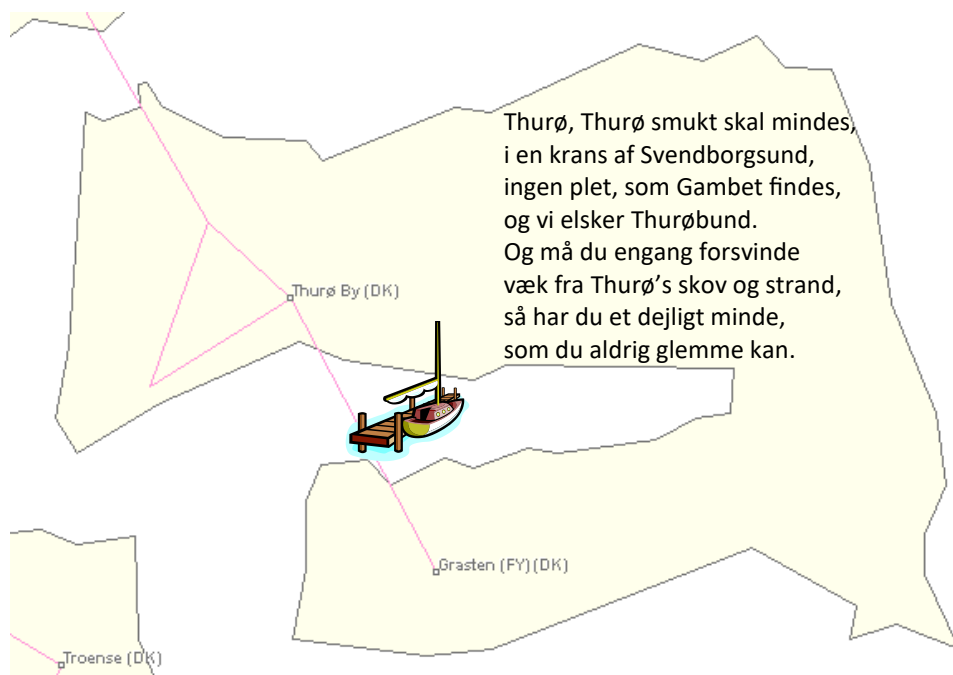 Thurø, Thurø smukt skal mindes,
i en krans af Svendborgsund,
ingen plet, som Gambet findes,
og vi elsker Thurøbund.
Og må du engang forsvinde
væk fra Thurø’s skov og strand,
så har du et dejligt minde,
som du aldrig glemme kan.
Thurø By (DK)
Grasten (FY) (DK)
Troense (DK)